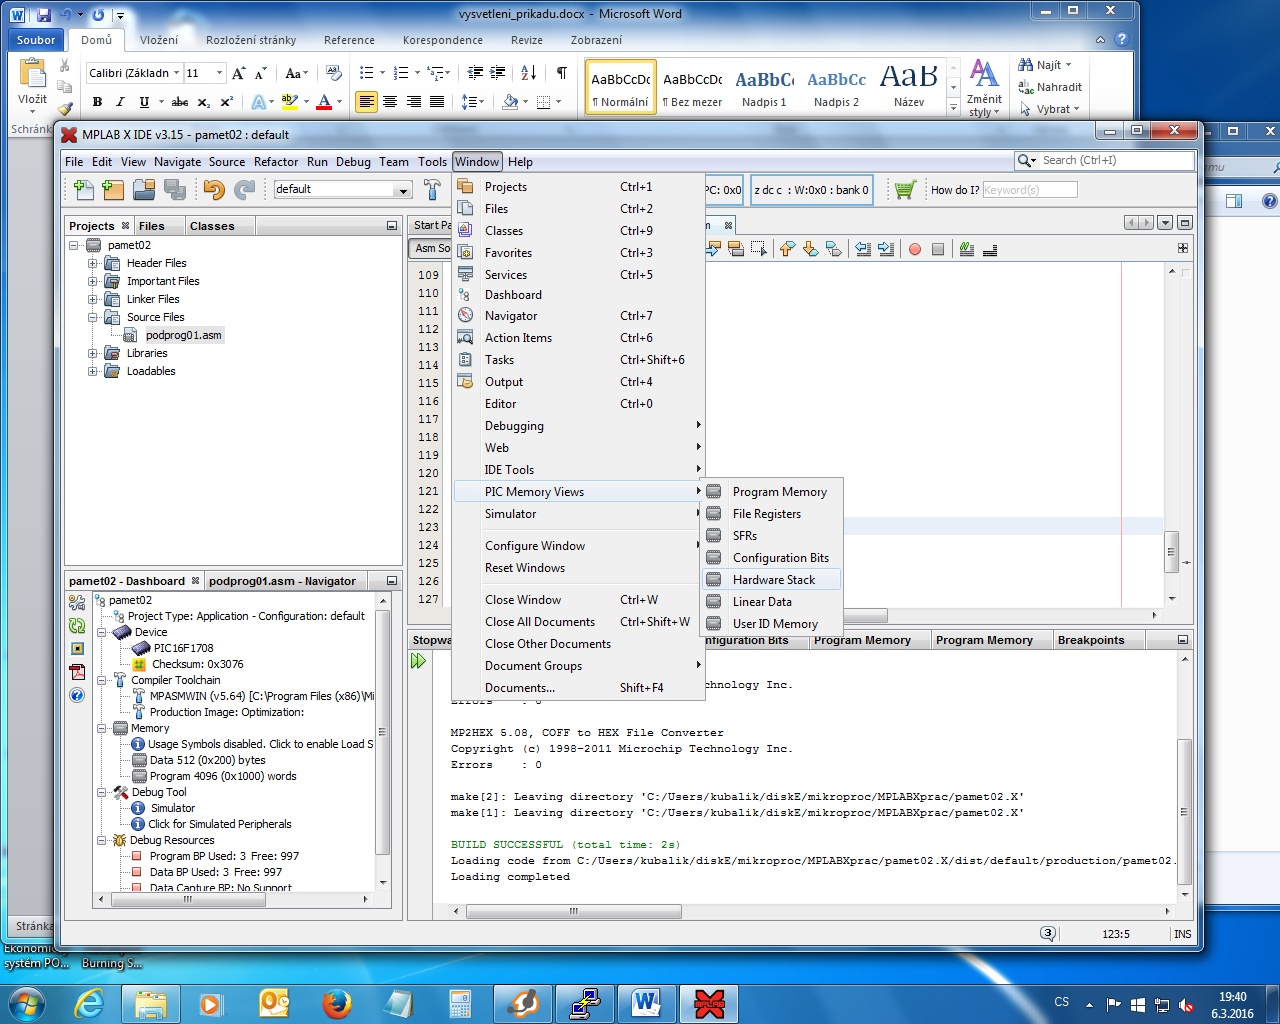 vysvetleni_prikadu.docx - Microsoft Word
Soubor Domů Vložení Rozložení stránky Reference Korespondence Revize Zobrazení
Vložit
Schránk
Calibri (Základn 11
AaBbCcDc AaBbCcDc AaBbCc AaBbCc AaB
¶ Normální ¶ Bez mezer Nadpis 1 Nadpis 2 Název
Změnit styly
Najít
Nahradit
Vybrat
MPLAB X IDE v3.15 - pamet02 : default
File Edit View Navigate Source Refactor Run Debug Team Tools Window Help
Search (Ctrl+I)
default
PC: 0x0
z dc c : W:0x0 : bank 0
How do I? Keyword(s)
Projects Files Classes
pamet02
Header Files
Important Files
Linker Files
Source Files
podprog01.asm
Libraries
Loadables
Start Pa
Asm So
109
110
111
112
113
114
115
116
117
118
119
120
121
122
123
124
125
126
127
Projects Ctrl+1
Files Ctrl+2
Classes Ctrl+9
Favorites Ctrl+3
Services Ctrl+5
Dashboard
Navigator Ctrl+7
Action Items Ctrl+6
Tasks Ctrl+Shift+6
Output Ctrl+4
Editor Ctrl+0
Debugging
Web
IDE Tools
PIC Memory Views
Simulator
Configure Window
Reset Windows
Close Window Ctrl+W
Close All Documents Ctrl+Shift+W
Close Other Documents
Document Groups
Documents... Shift+F4
Program Memory
File Registers
SFRs
Configuration Bits
Hardware Stack
Linear Data
User ID Memory
pamet02 - Dashboard podprog01.asm - Navigator
pamet02
Project Type: Application - Configuration: default
Device
PIC16F1708
Checksum: 0x3076
Compiler Toolchain
MPASMWIN (v5.64) [C:\Program Files (x86)\Mi
Production Image: Optimization:
Memory
Usage Symbols disabled. Click to enable Load S
Data 512 (0x200) bytes
Program 4096 (0x1000) words
Debug Tool
Simulator
Click for Simulated Peripherals
Debug Resources
Program BP Used: 3 Free: 997
Data BP Used: 3 Free: 997
Data Capture BP: No Support
Stopwa onfiguration Bits Program Memory Program Memory Breakpoints
chnology Inc.
Errors : 0
MP2HEX 5.08, COFF to HEX File Converter
Copyright (c) 1998-2011 Microchip Technology Inc.
Errors : 0
make[2]: Leaving directory 'C:/Users/kubalik/diskE/mikroproc/MPLABXprac/pamet02.X'
make[1]: Leaving directory 'C:/Users/kubalik/diskE/mikroproc/MPLABXprac/pamet02.X'
BUILD SUCCESSFUL (total time: 2s)
Loading code from C:/Users/kubalik/diskE/mikroproc/MPLABXprac/pamet02.X/dist/default/production/pamet02.
Loading completed
3 123:5 INS
Stránka
systém PO... Burning S...
CS
19:40
6.3.2016